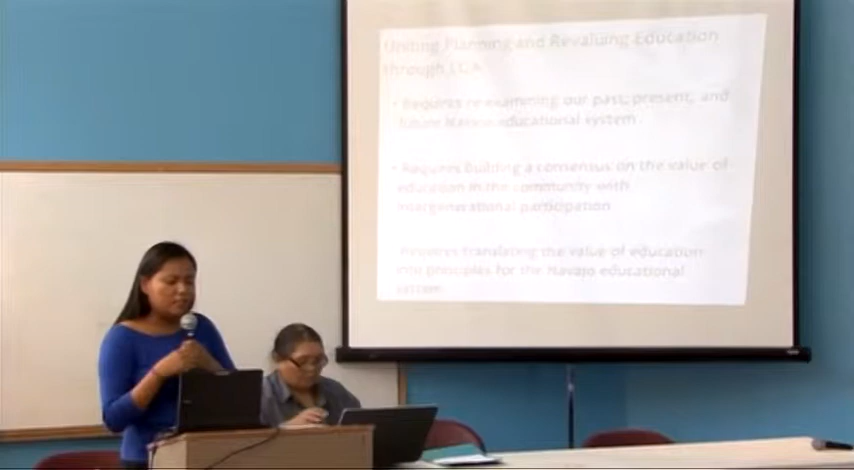 Uniting Planning and Revaluing Education
through
• Requires re-examining our past, present, and
future Navajo educational system.
• Requires building a consensus on the value of
education in the community with
intergenerational participation
Requires translating the value of education
into principles for the Navajo educational
system